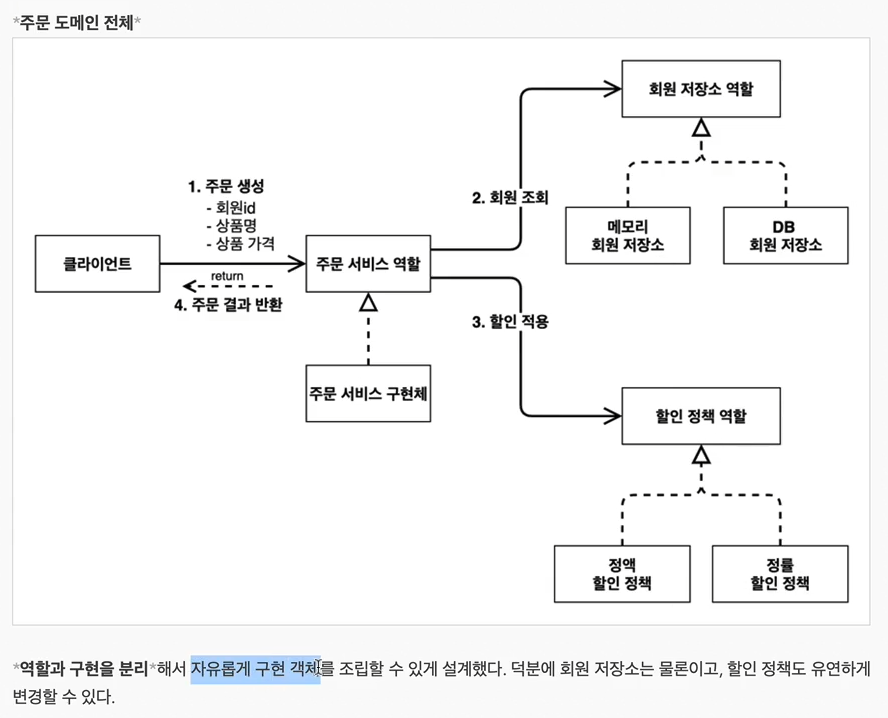 *주문 도메인 전체*
회원 저장소 역할
1. 주문 생성
- 회원id
- 상품명
- 상품 가격
2. 회원 조회
메모리
회원 저장소
DB
회원 저장소
클라이언트
주문 서비스 역할
return
4. 주문 결과 반환
3. 할인 적용
주문 서비스 구현체
할인 정책 역할
정액
할인 정책
정률
할인 정책
*역할과 구현을 분리*해서 자유롭게 구현 객체를 조립할 수 있게 설계했다. 덕분에 회원 저장소는 물론이고, 할인 정책도 유연하게
변경할 수 있다.